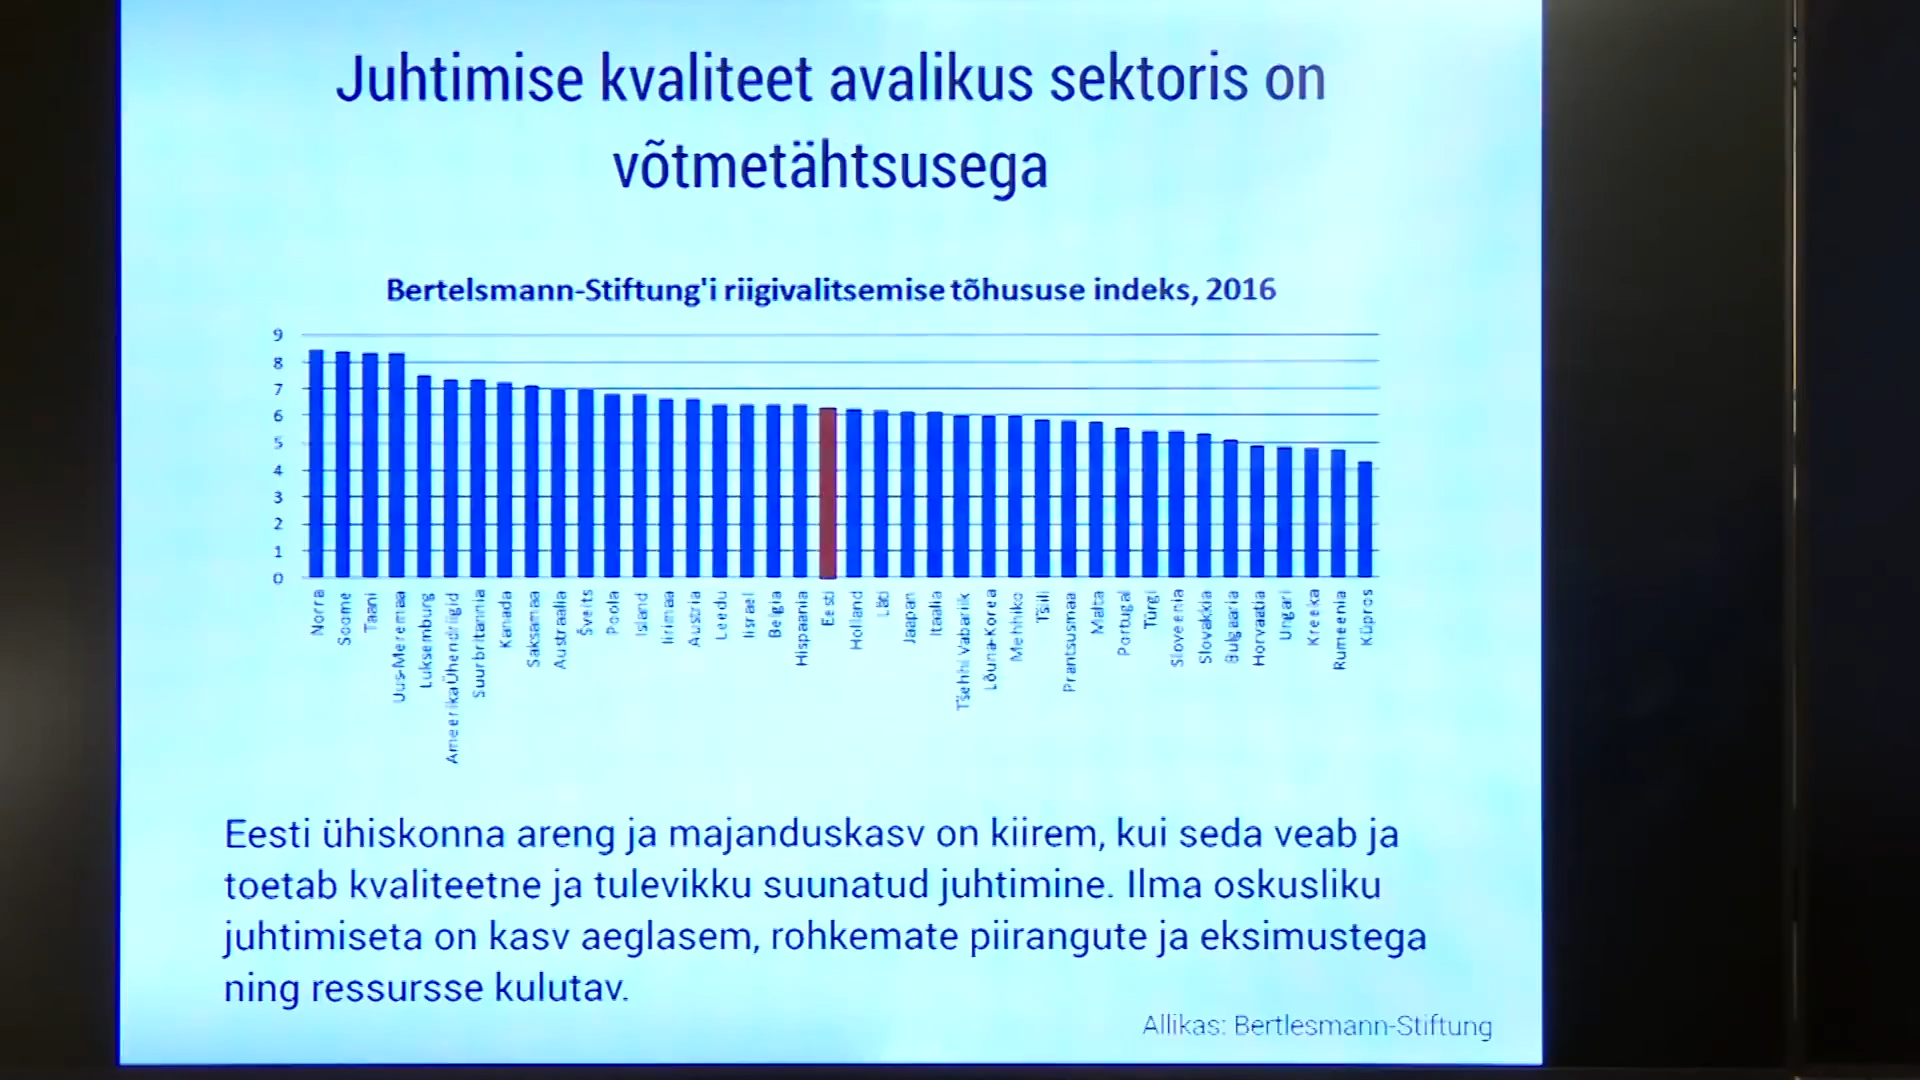 Juhtimise kvaliteet avalikus sektoris on
võtmetähtsusega
Bertelsmann-Stiftung'i riigivalitsemise tõhususe indeks, 2016
9
8
7
6
5
4
3
2
1
0
Norra
Soome
Taani
Uus-Meremaa
Luksemburg
Ameerika Ühendriigid
Suurbritannia
Kanada
Saksamaa
Austraalia
Šveits
Poola
Island
Iirimaa
Austria
Leedu
Iisrael
Belgia
Hispaania
Eesti
Holland
Läti
Jaapan
Itaalia
Tšehhi Vabariik
Lõuna-Korea
Mehhiko
Tšiili
Prantsusmaa
Malta
Portugal
Türgi
Sloveenia
Slovakkia
Bulgaaria
Horvaatia
Ungari
Kreeka
Rumeenia
Küpros
Eesti ühiskonna areng ja majanduskasv on kiirem, kui seda veab ja
toetab kvaliteetne ja tulevikku suunatud juhtimine. Ilma oskusliku
juhtimiseta on kasv aeglasem, rohkemate piirangute ja eksimustega
ning ressursse kulutav.
Allikas: Bertlesmann-Stiftung